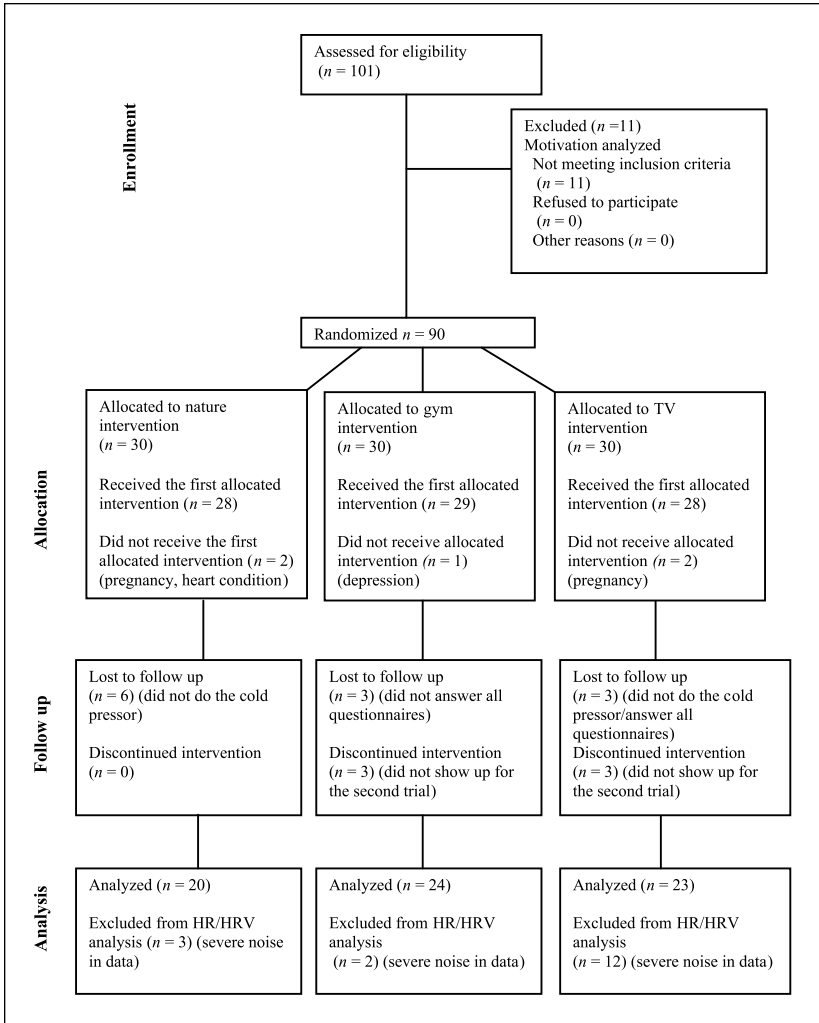 Enrollment
Assessed for eligibility
(n = 101)
Excluded (n =11)
Motivation analyzed
Not meeting inclusion criteria
(n = 11)
Refused to participate
(n = 0)
Other reasons (n = 0)
Randomized n = 90
Allocation
Allocated to nature
intervention
(n = 30)
Received the first allocated
intervention (n = 28)
Did not receive the first
allocated intervention (n = 2)
(pregnancy, heart condition)
Allocated to gym
intervention
(n = 30)
Received the first allocated
intervention (n = 29)
Did not receive allocated
intervention (n = 1)
(depression)
Allocated to TV
intervention
(n = 30)
Received the first allocated
intervention (n = 28)
Did not receive allocated
intervention (n = 2)
(pregnancy)
Follow up
Lost to follow up
(n = 6) (did not do the cold
pressor)
Discontinued intervention
(n = 0)
Lost to follow up
(n = 3) (did not answer all
questionnaires)
Discontinued intervention
(n = 3) (did not show up for
the second trial)
Lost to follow up
(n = 3) (did not do the cold
pressor/answer all
questionnaires)
Discontinued intervention
(n = 3) (did not show up for
the second trial)
Analysis
Analyzed (n = 20)
Excluded from HR/HRV
analysis (n = 3) (severe noise
in data)
Analyzed (n = 24)
Excluded from HR/HRV
analysis
(n = 2) (severe noise in data)
Analyzed (n = 23)
Excluded from HR/HRV
analysis
(n = 12) (severe noise in data)